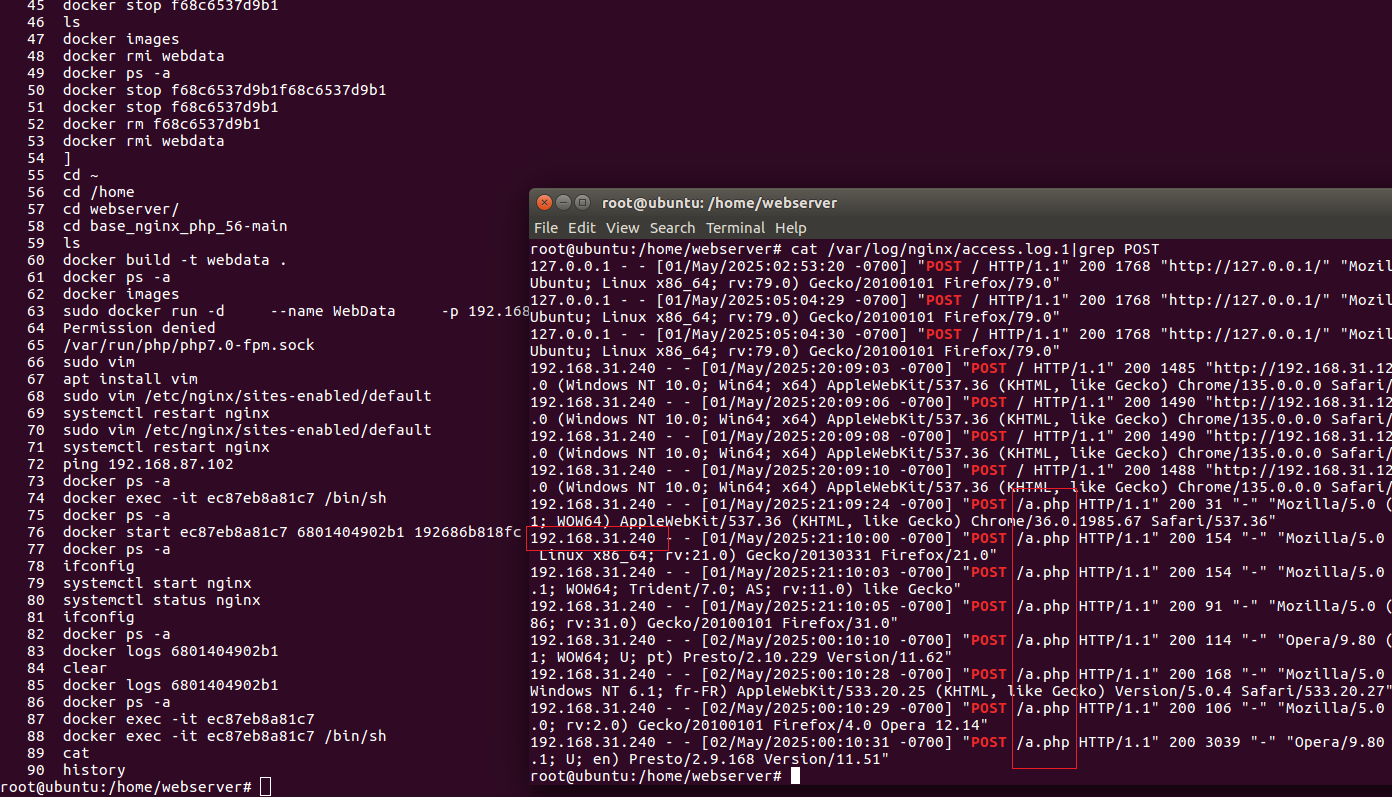 45  docker stop f68c6537d9b1
46  ls
47  docker images
48  docker rmi webdata
49  docker ps -a
50  docker stop f68c6537d9b1f68c6537d9b1
51  docker stop f68c6537d9b1
52  docker rm f68c6537d9b1
53  docker rmi webdata
54  ]
55  cd ~
56  cd /home
57  cd webserver/
58  cd base_nginx_php_56-main
59  ls
60  docker build -t webdata .
61  docker ps -a
62  docker images
63  sudo docker run -d     --name WebData     -p 192.168
64  Permission denied
65  /var/run/php/php7.0-fpm.sock
66  sudo vim
67  apt install vim
68  sudo vim /etc/nginx/sites-enabled/default
69  systemctl restart nginx
70  sudo vim /etc/nginx/sites-enabled/default
71  systemctl restart nginx
72  ping 192.168.87.102
73  docker ps -a
74  docker exec -it ec87eb8a81c7 /bin/sh
75  docker ps -a
76  docker start ec87eb8a81c7 6801404902b1 192686b818fc
77  docker ps -a
78  ifconfig
79  systemctl start nginx
80  systemctl status nginx
81  ifconfig
82  docker ps -a
83  docker logs 6801404902b1
84  clear
85  docker logs 6801404902b1
86  docker ps -a
87  docker exec -it ec87eb8a81c7
88  docker exec -it ec87eb8a81c7 /bin/sh
89  cat
90  history
root@ubuntu:/home/webserver#
root@ubuntu: /home/webserver
File Edit View Search Terminal Help
root@ubuntu:/home/webserver# cat /var/log/nginx/access.log.1|grep POST
127.0.0.1 - - [01/May/2025:02:53:20 -0700] "POST / HTTP/1.1" 200 1768 "http://127.0.0.1/" "Mozil
Ubuntu; Linux x86_64; rv:79.0) Gecko/20100101 Firefox/79.0"
127.0.0.1 - - [01/May/2025:05:04:29 -0700] "POST / HTTP/1.1" 200 1768 "http://127.0.0.1/" "Mozil
Ubuntu; Linux x86_64; rv:79.0) Gecko/20100101 Firefox/79.0"
127.0.0.1 - - [01/May/2025:05:04:30 -0700] "POST / HTTP/1.1" 200 1768 "http://127.0.0.1/" "Mozil
Ubuntu; Linux x86_64; rv:79.0) Gecko/20100101 Firefox/79.0"
192.168.31.240 - - [01/May/2025:20:09:03 -0700] "POST / HTTP/1.1" 200 1485 "http://192.168.31.12
.0 (Windows NT 10.0; Win64; x64) AppleWebKit/537.36 (KHTML, like Gecko) Chrome/135.0.0.0 Safari/
192.168.31.240 - - [01/May/2025:20:09:06 -0700] "POST / HTTP/1.1" 200 1490 "http://192.168.31.12
.0 (Windows NT 10.0; Win64; x64) AppleWebKit/537.36 (KHTML, like Gecko) Chrome/135.0.0.0 Safari/
192.168.31.240 - - [01/May/2025:20:09:08 -0700] "POST / HTTP/1.1" 200 1490 "http://192.168.31.12
.0 (Windows NT 10.0; Win64; x64) AppleWebKit/537.36 (KHTML, like Gecko) Chrome/135.0.0.0 Safari/
192.168.31.240 - - [01/May/2025:20:09:10 -0700] "POST / HTTP/1.1" 200 1488 "http://192.168.31.12
.0 (Windows NT 10.0; Win64; x64) AppleWebKit/537.36 (KHTML, like Gecko) Chrome/135.0.0.0 Safari/
192.168.31.240 - - [01/May/2025:21:09:24 -0700] "POST /a.php HTTP/1.1" 200 31 "-" "Mozilla/5.0 (
1; WOW64) AppleWebKit/537.36 (KHTML, like Gecko) Chrome/36.0.1985.67 Safari/537.36"
192.168.31.240 - - [01/May/2025:21:10:00 -0700] "POST /a.php HTTP/1.1" 200 154 "-" "Mozilla/5.0
Linux x86_64; rv:21.0) Gecko/20130331 Firefox/21.0"
192.168.31.240 - - [01/May/2025:21:10:03 -0700] "POST /a.php HTTP/1.1" 200 154 "-" "Mozilla/5.0
.1; WOW64; Trident/7.0; AS; rv:11.0) like Gecko"
192.168.31.240 - - [01/May/2025:21:10:05 -0700] "POST /a.php HTTP/1.1" 200 91 "-" "Mozilla/5.0 (
86; rv:31.0) Gecko/20100101 Firefox/31.0"
192.168.31.240 - - [02/May/2025:00:10:10 -0700] "POST /a.php HTTP/1.1" 200 114 "-" "Opera/9.80 (
1; WOW64; U; pt) Presto/2.10.229 Version/11.62"
192.168.31.240 - - [02/May/2025:00:10:28 -0700] "POST /a.php HTTP/1.1" 200 168 "-" "Mozilla/5.0
Windows NT 6.1; fr-FR) AppleWebKit/533.20.25 (KHTML, like Gecko) Version/5.0.4 Safari/533.20.27"
192.168.31.240 - - [02/May/2025:00:10:29 -0700] "POST /a.php HTTP/1.1" 200 106 "-" "Mozilla/5.0
.0; rv:2.0) Gecko/20100101 Firefox/4.0 Opera 12.14"
192.168.31.240 - - [02/May/2025:00:10:31 -0700] "POST /a.php HTTP/1.1" 200 3039 "-" "Opera/9.80
.1; U; en) Presto/2.9.168 Version/11.51"
root@ubuntu:/home/webserver#